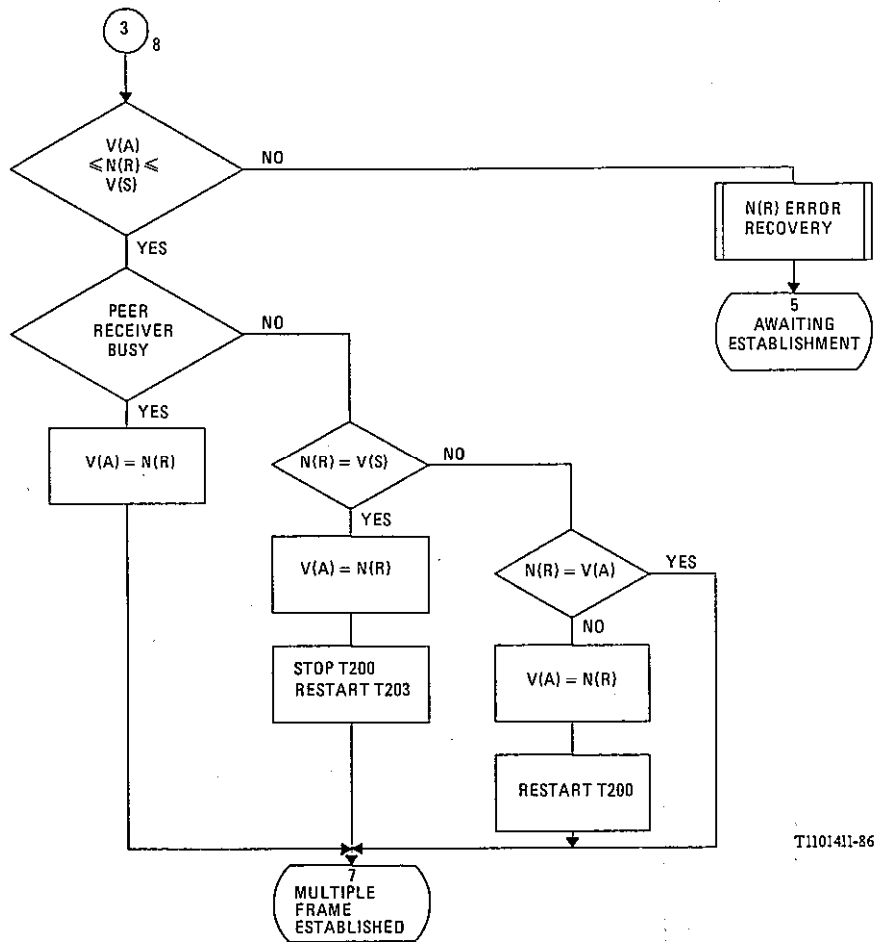 3
8
V(A)
≤ N(R) ≤
V(S)
NO
YES
N(R) ERROR
RECOVERY
5
AWAITING
ESTABLISHMENT
PEER
RECEIVER
BUSY
NO
YES
V(A) = N(R)
N(R) = V(S)
NO
YES
V(A) = N(R)
N(R) = V(A)
YES
NO
STOP T200
RESTART T203
V(A) = N(R)
RESTART T200
T1101411-86
7
MULTIPLE
FRAME
ESTABLISHED